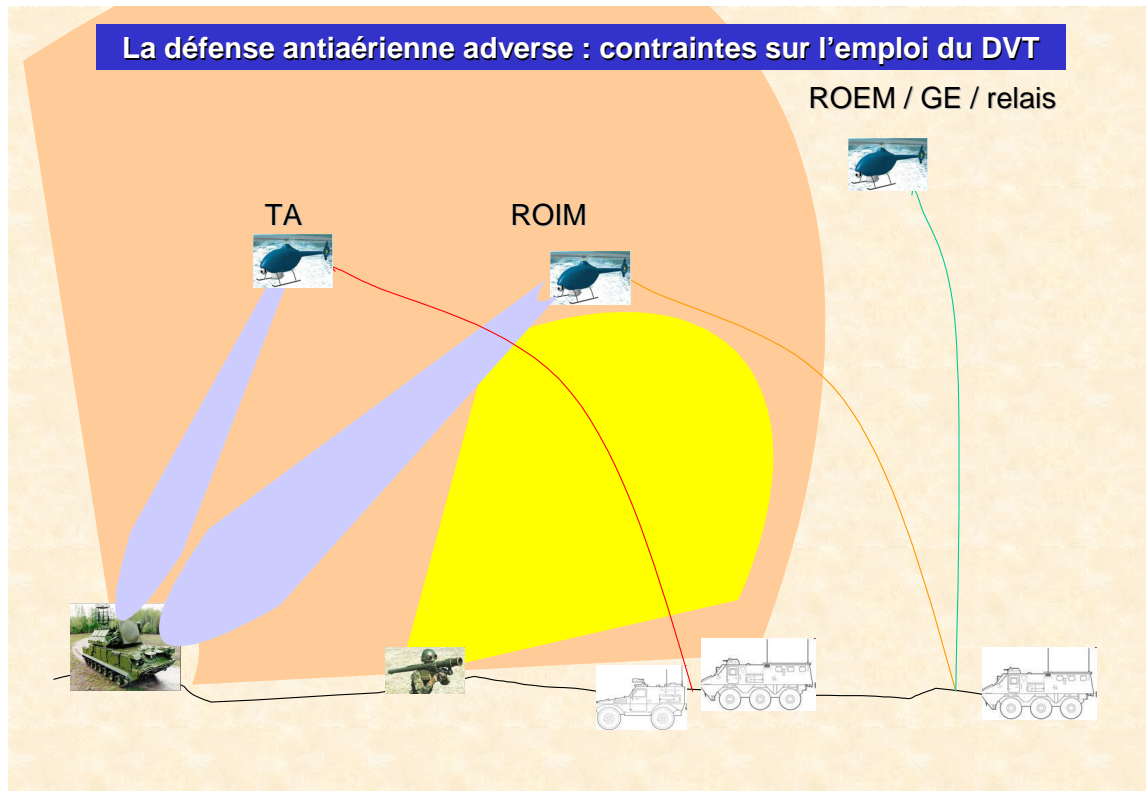 La défense antiaérienne adverse : contraintes sur l'emploi du DVT
ROEM / GE / relais
TA
ROIM